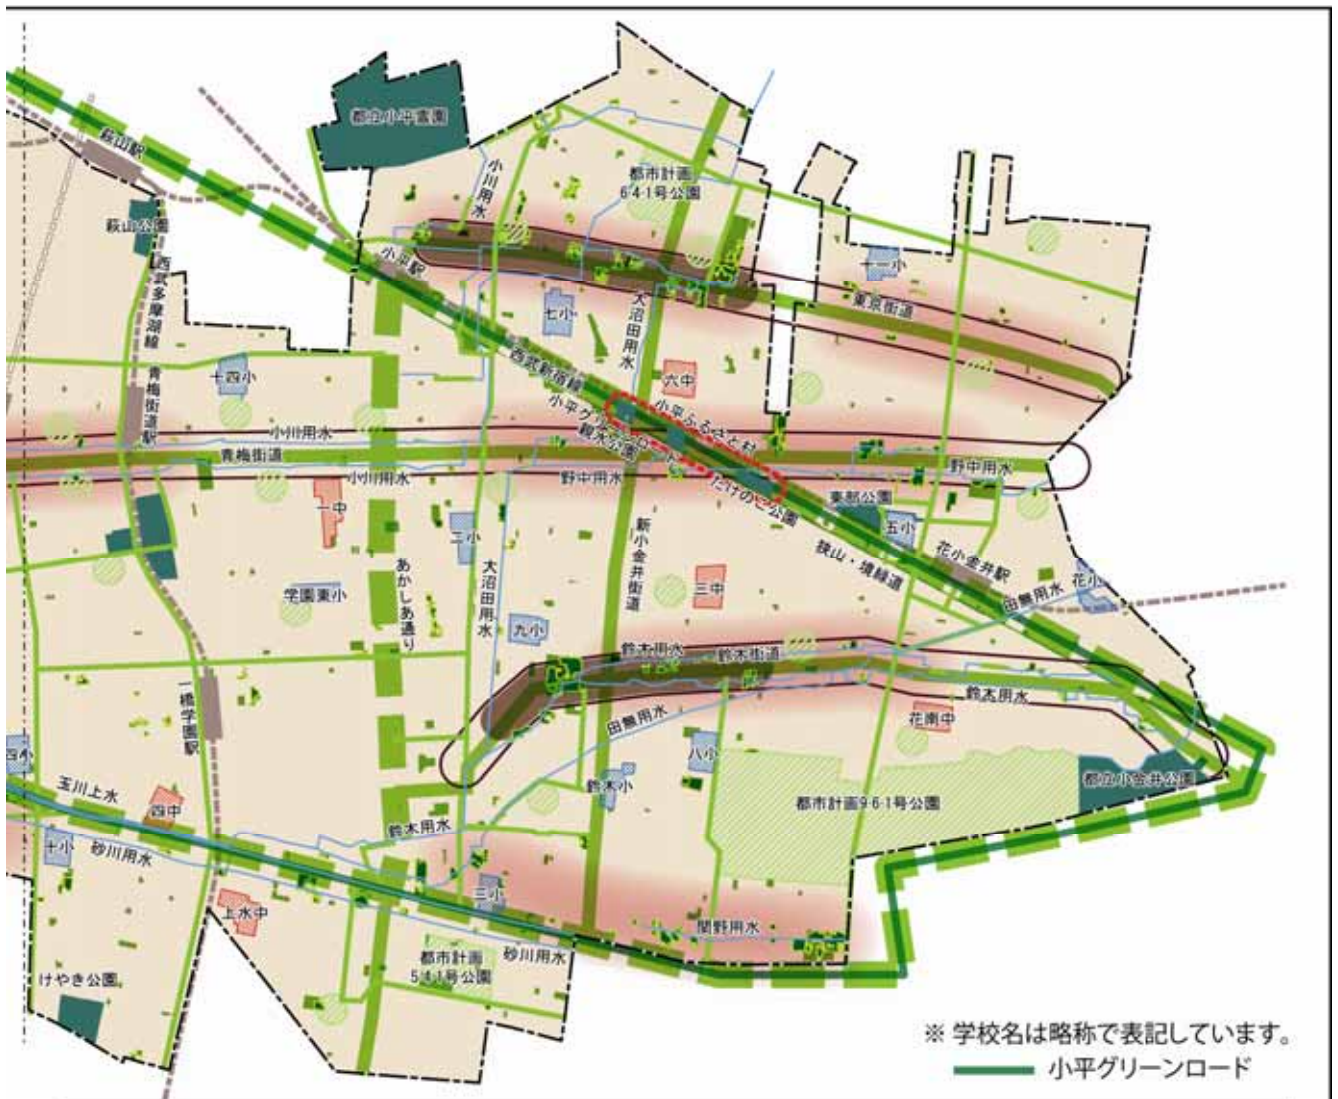 都立小平霊園
萩山駅
小川用水
都市計画
6・4・1号公園
萩山公園
小平駅
十一小
西武多摩湖線
青梅街道駅
七小
大沼田用水
東京街道
西武新宿線
十四小
六中
小平グリーンロード
親水公園
小平ふるさと村
小川用水
青梅街道
小川用水
野中用水
野中用水
たけのこ公園
東部公園
一中
二小
五小
新小金井街道
狭山・境緑道
花小金井駅
花小
学園東小
あかしあ通り
大沼田用水
三中
田無用水
九小
鈴木用水
鈴木街道
鈴木用水
一橋学園駅
田無用水
花南中
四小
八小
都立小金井公園
玉川上水
鈴木小
都市計画9・6・1号公園
四中
鈴木用水
十小
砂川用水
三小
上水中
関野用水
都市計画
5・4・1号公園
砂川用水
けやき公園
※ 学校名は略称で表記しています。
小平グリーンロード